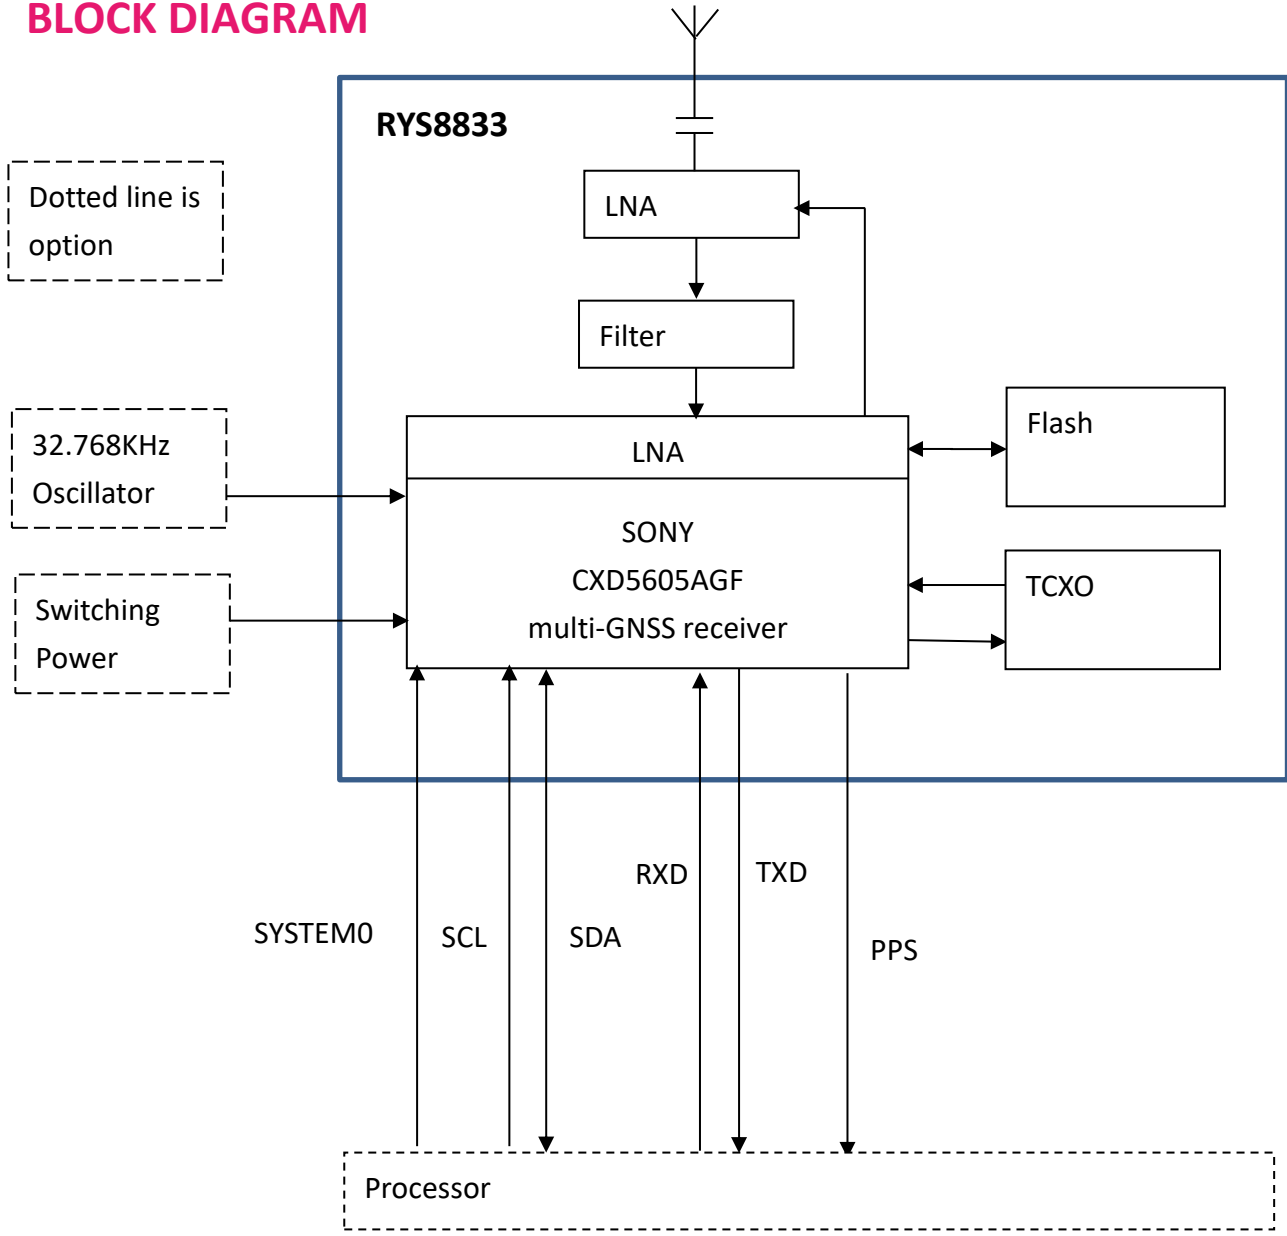 BLOCK DIAGRAM
RYS8833
Dotted line is
option
LNA
Filter
32.768KHz
Oscillator
LNA
Flash
SONY
CXD5605AGF
multi-GNSS receiver
TCXO
Switching
Power
RXD
TXD
SYSTEM0
SCL
SDA
PPS
Processor